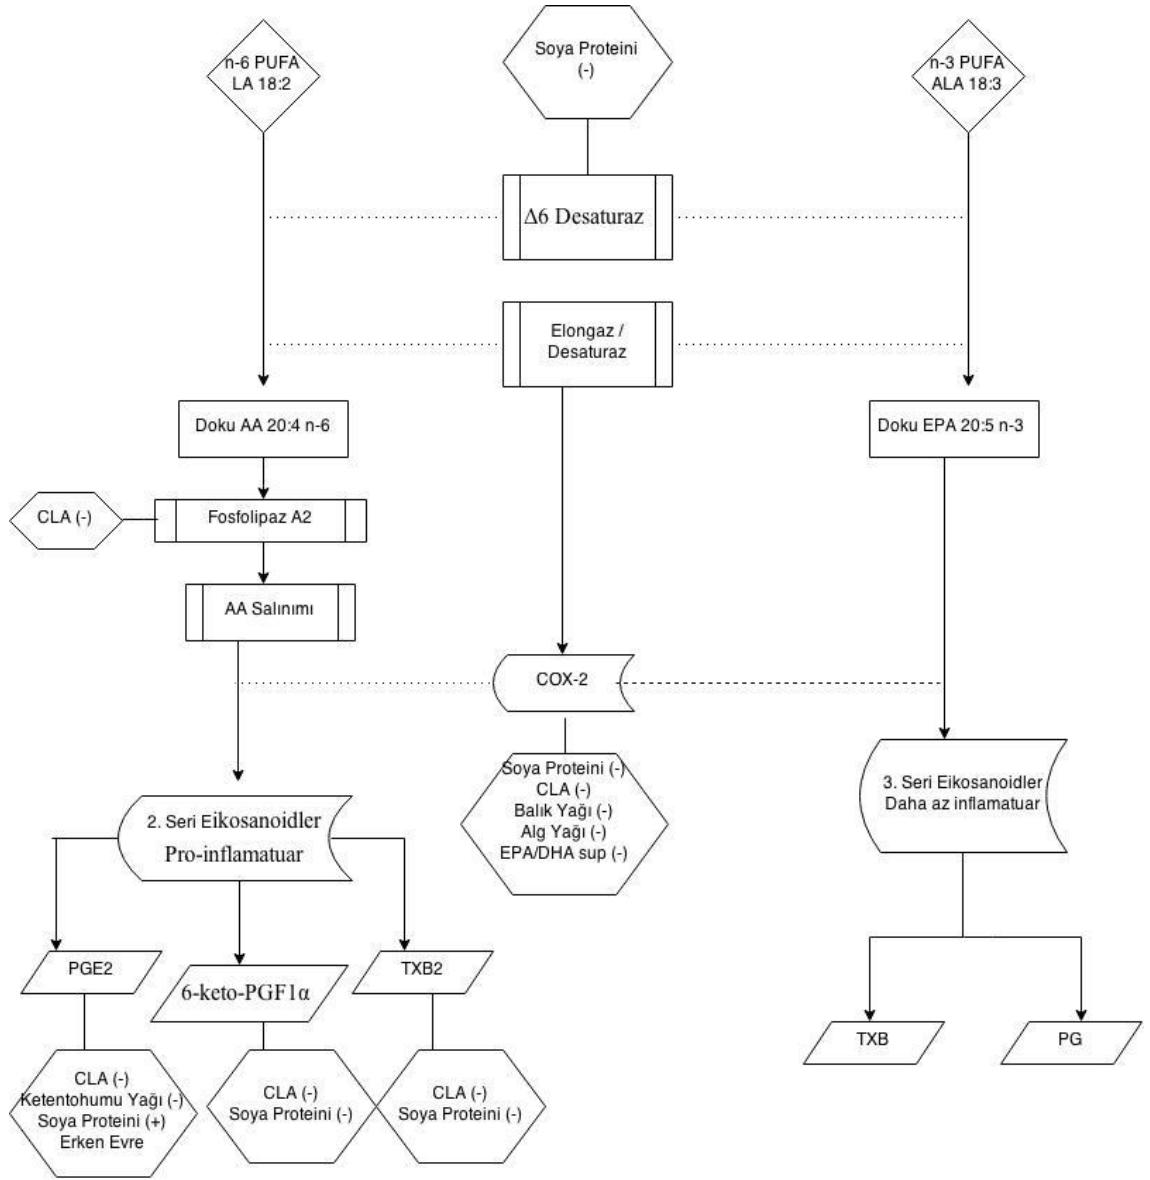 n-6 PUFA
LA 18:2
Soya Proteini
(-)
n-3 PUFA
ALA 18:3
Δ6 Desaturaz
Elongaz /
Desaturaz
Doku AA 20:4 n-6
Doku EPA 20:5 n-3
CLA (-)
Fosfolipaz A2
AA Salınımı
COX-2
Soya Proteini (-)
CLA (-)
Balık Yağı (-)
Alg Yağı (-)
EPA/DHA sup (-)
3. Seri Eikosanoidler
Daha az inflamatuar
2. Seri Eikosanoidler
Pro-inflamatuar
PGE2
6-keto-PGF1α
TXB2
TXB
PG
CLA (-)
Ketentohumu Yağı (-)
Soya Proteini (+)
Erken Evre
CLA (-)
Soya Proteini (-)
CLA (-)
Soya Proteini (-)